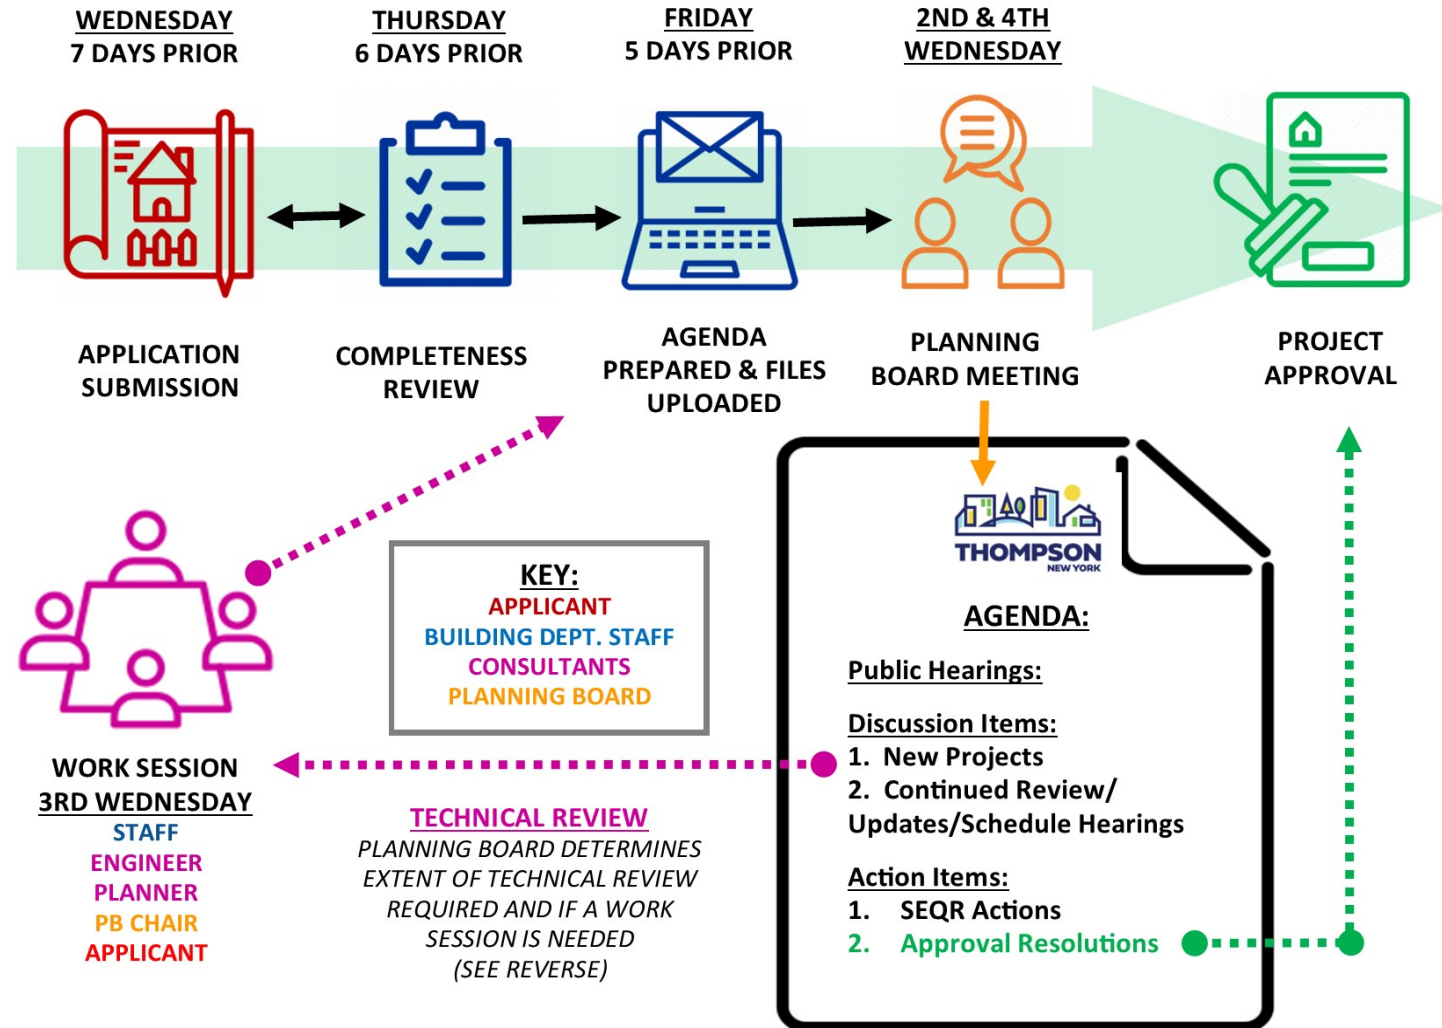 WEDNESDAY
7 DAYS PRIOR
THURSDAY
6 DAYS PRIOR
FRIDAY
5 DAYS PRIOR
2ND & 4TH
WEDNESDAY
APPLICATION
SUBMISSION
COMPLETENESS
REVIEW
AGENDA
PREPARED & FILES
UPLOADED
PLANNING
BOARD MEETING
PROJECT
APPROVAL
KEY:
APPLICANT
BUILDING DEPT. STAFF
CONSULTANTS
PLANNING BOARD
WORK SESSION
3RD WEDNESDAY
STAFF
ENGINEER
PLANNER
PB CHAIR
APPLICANT
TECHNICAL REVIEW
PLANNING BOARD DETERMINES
EXTENT OF TECHNICAL REVIEW
REQUIRED AND IF A WORK
SESSION IS NEEDED
(SEE REVERSE)
THOMPSON
NEW YORK
AGENDA:
Public Hearings:
Discussion Items:
1. New Projects
2. Continued Review/
Updates/Schedule Hearings
Action Items:
1. SEQR Actions
2. Approval Resolutions